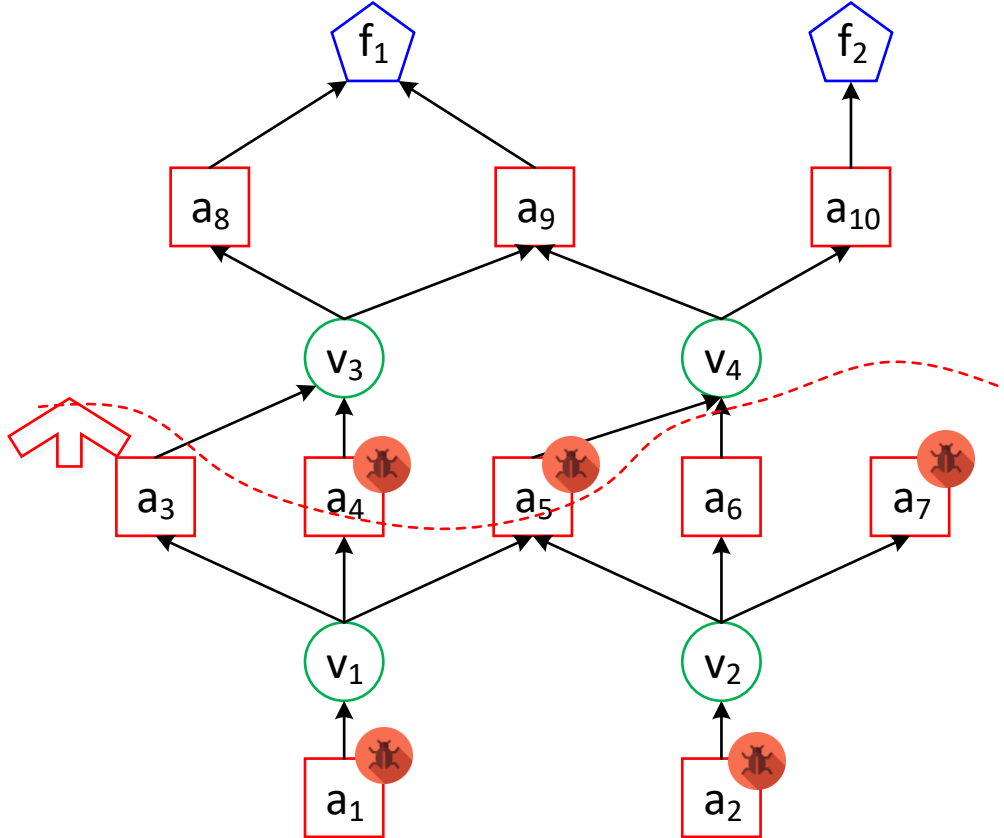 f₁ f₂
a₈ a₉ a₁₀
v₃ v₄
a₃ a₄ a₅ a₆ a₇
v₁ v₂
a₁ a₂